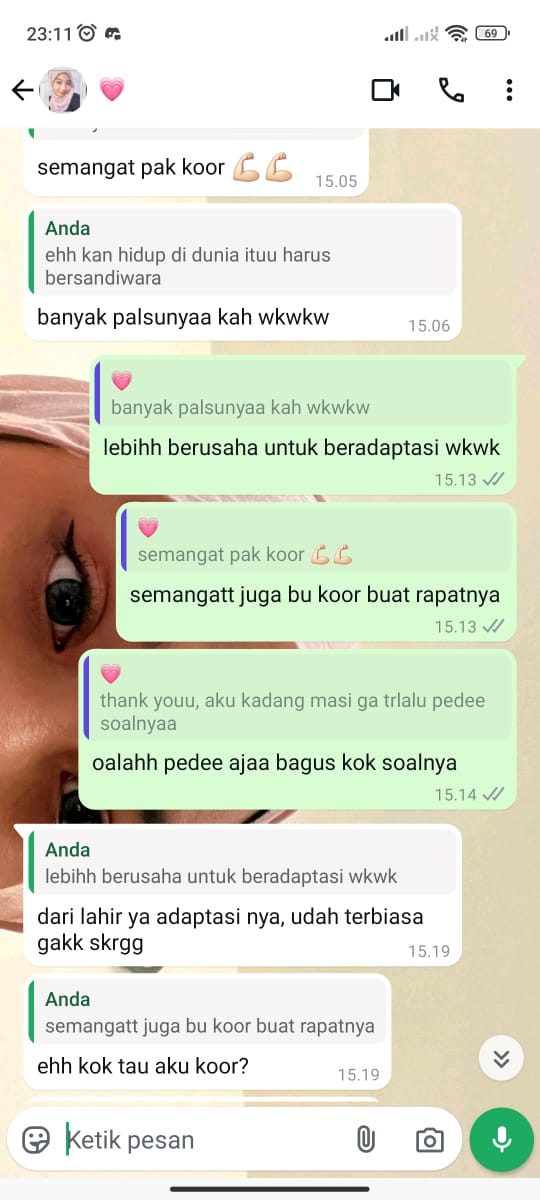 23:11
69
semangat pak koor 💪🏻💪🏻
15.05
Anda
ehh kan hidup di dunia ituu harus
bersandiwara
banyak palsunyaa kah wkwkw
15.06
💗
banyak palsunyaa kah wkwkw
lebihh berusaha untuk beradaptasi wkwk
15.13
💗
semangat pak koor 💪🏻💪🏻
semangatt juga bu koor buat rapatnya
15.13
💗
thank youu, aku kadang masi ga trlalu pedee
soalnyaa
oalahh pedee ajaa bagus kok soalnya
15.14
Anda
lebihh berusaha untuk beradaptasi wkwk
dari lahir ya adaptasi nya, udah terbiasa
gakk skrgg
15.19
Anda
semangatt juga bu koor buat rapatnya
ehh kok tau aku koor?
15.19
Ketik pesan